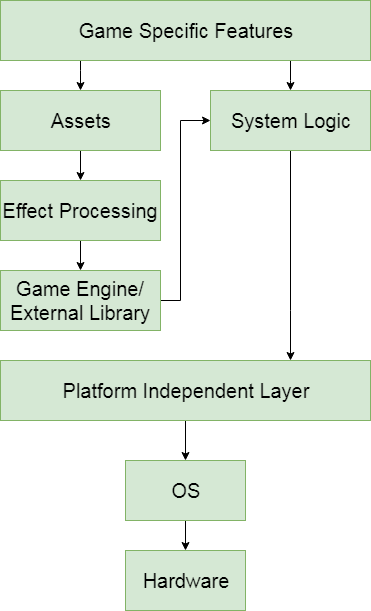 Game Specific Features
Assets
System Logic
Effect Processing
Game Engine/
External Library
Platform Independent Layer
OS
Hardware